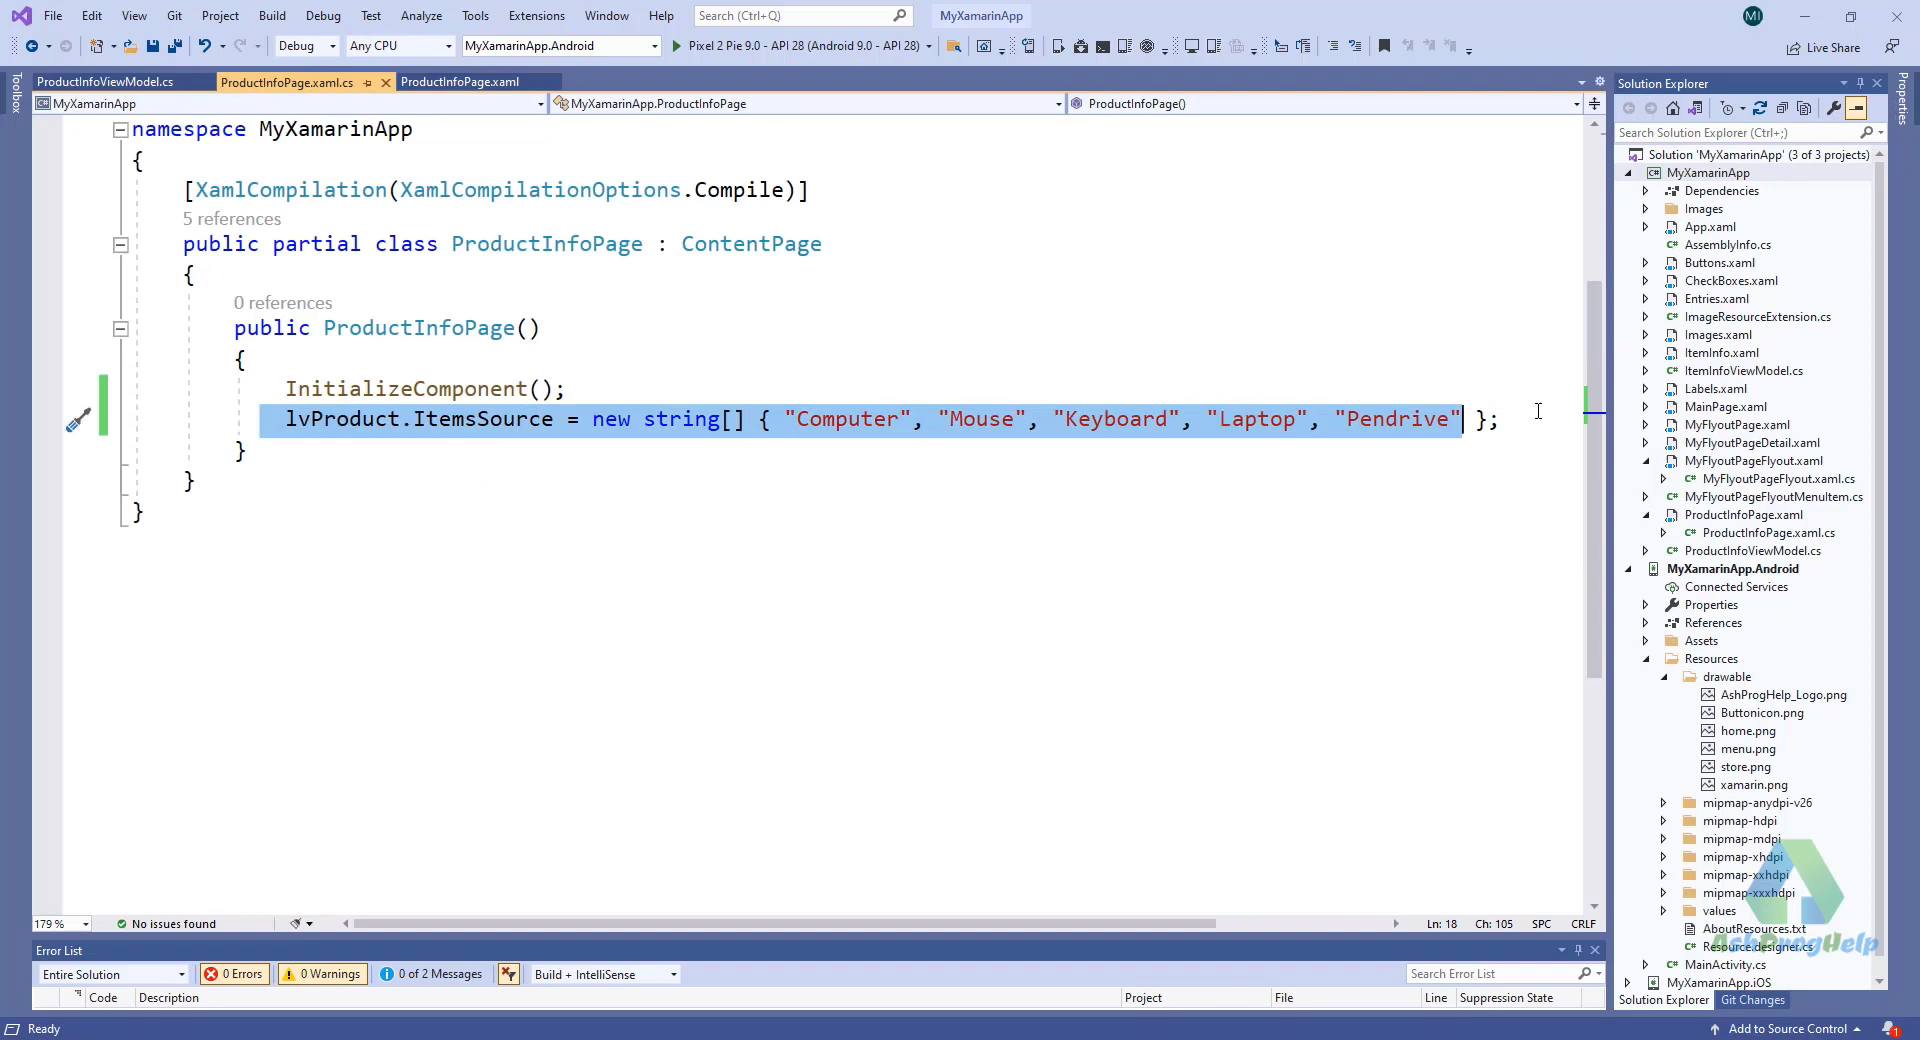 File Edit View Git Project Build Debug Test Analyze Tools Extensions Window Help Search (Ctrl+Q) MyXamarinApp MI
Debug Any CPU MyXamarinApp.Android Pixel 2 Pie 9.0 - API 28 (Android 9.0 - API 28) Live Share
Toolbox
ProductInfoViewModel.cs ProductInfoPage.xaml.cs ProductInfoPage.xaml
MyXamarinApp MyXamarinApp.ProductInfoPage ProductInfoPage()
namespace MyXamarinApp
{
[XamlCompilation(XamlCompilationOptions.Compile)]
5 references
public partial class ProductInfoPage : ContentPage
{
0 references
public ProductInfoPage()
{
InitializeComponent();
lvProduct.ItemsSource = new string[] { "Computer", "Mouse", "Keyboard", "Laptop", "Pendrive" };
}
}
}
179 % No issues found Ln: 18 Ch: 105 SPC CRLF
Error List
Entire Solution 0 Errors 0 Warnings 0 of 2 Messages Build + IntelliSense Search Error List
Code Description Project File Line Suppression State
Ready Add to Source Control 1
Solution Explorer
Properties
Search Solution Explorer (Ctrl+;)
Solution 'MyXamarinApp' (3 of 3 projects)
MyXamarinApp
Dependencies
Images
App.xaml
AssemblyInfo.cs
Buttons.xaml
CheckBoxes.xaml
Entries.xaml
ImageResourceExtension.cs
Images.xaml
ItemInfo.xaml
ItemInfoViewModel.cs
Labels.xaml
MainPage.xaml
MyFlyoutPage.xaml
MyFlyoutPageDetail.xaml
MyFlyoutPageFlyout.xaml
MyFlyoutPageFlyout.xaml.cs
MyFlyoutPageFlyoutMenuItem.cs
ProductInfoPage.xaml
ProductInfoPage.xaml.cs
ProductInfoViewModel.cs
MyXamarinApp.Android
Connected Services
Properties
References
Assets
Resources
drawable
AshProgHelp_Logo.png
Buttonicon.png
home.png
menu.png
store.png
xamarin.png
mipmap-anydpi-v26
mipmap-hdpi
mipmap-mdpi
mipmap-xhdpi
mipmap-xxhdpi
mipmap-xxxhdpi
values
AboutResources.txt
Resource.designer.cs
AshProgHelp
MainActivity.cs
MyXamarinApp.iOS
Solution Explorer Git Changes